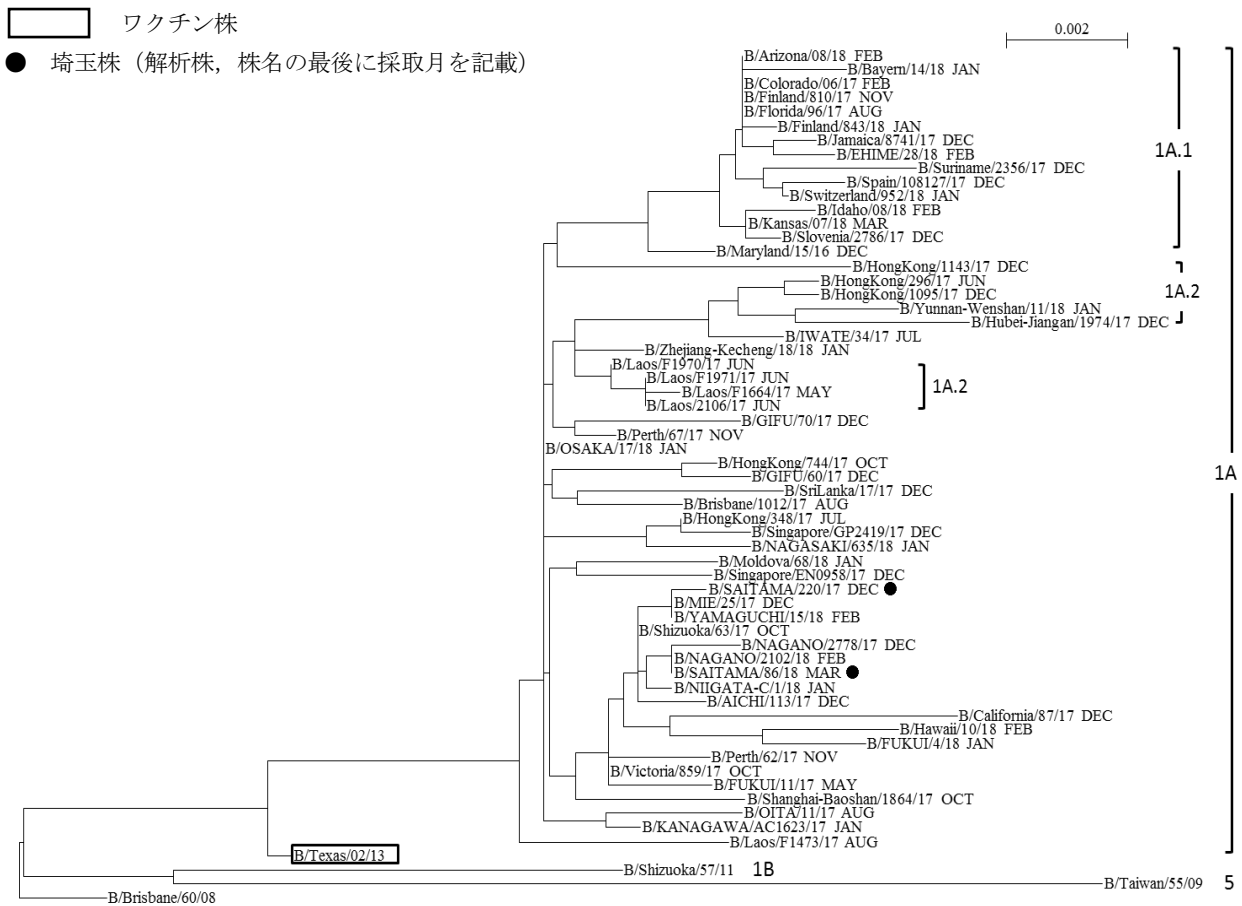 ワクチン株
● 埼玉株（解析株，株名の最後に採取月を記載）
0.002
B/Arizona/08/18 FEB
B/Bayern/14/18 JAN
B/Colorado/06/17 FEB
B/Finland/810/17 NOV
B/Florida/96/17 AUG
B/Finland/843/18 JAN
B/Jamaica/8741/17 DEC
B/EHIME/28/18 FEB
B/Suriname/2356/17 DEC
B/Spain/108127/17 DEC
B/Switzerland/952/18 JAN
B/Idaho/08/18 FEB
B/Kansas/07/18 MAR
B/Slovenia/2786/17 DEC
B/Maryland/15/16 DEC
1A.1
B/HongKong/1143/17 DEC
B/HongKong/296/17 JUN
B/HongKong/1095/17 DEC
B/Yunnan-Wenshan/11/18 JAN
B/Hubei-Jiangan/1974/17 DEC
1A.2
B/IWATE/34/17 JUL
B/Zhejiang-Kecheng/18/18 JAN
B/Laos/F1970/17 JUN
B/Laos/F1971/17 JUN
B/Laos/F1664/17 MAY
B/Laos/2106/17 JUN
1A.2
B/GIFU/70/17 DEC
B/Perth/67/17 NOV
B/OSAKA/17/18 JAN
B/HongKong/744/17 OCT
B/GIFU/60/17 DEC
B/SriLanka/17/17 DEC
B/Brisbane/1012/17 AUG
B/HongKong/348/17 JUL
B/Singapore/GP2419/17 DEC
B/NAGASAKI/635/18 JAN
B/Moldova/68/18 JAN
B/Singapore/EN0958/17 DEC
B/SAITAMA/220/17 DEC ●
B/MIE/25/17 DEC
B/YAMAGUCHI/15/18 FEB
B/Shizuoka/63/17 OCT
B/NAGANO/2778/17 DEC
B/NAGANO/2102/18 FEB
B/SAITAMA/86/18 MAR ●
B/NIIGATA-C/1/18 JAN
B/AICHI/113/17 DEC
B/California/87/17 DEC
B/Hawaii/10/18 FEB
B/FUKUI/4/18 JAN
B/Perth/62/17 NOV
B/Victoria/859/17 OCT
B/FUKUI/11/17 MAY
B/Shanghai-Baoshan/1864/17 OCT
B/OITA/11/17 AUG
B/KANAGAWA/AC1623/17 JAN
B/Laos/F1473/17 AUG
1A
B/Texas/02/13
B/Shizuoka/57/11 1B
B/Taiwan/55/09 5
B/Brisbane/60/08